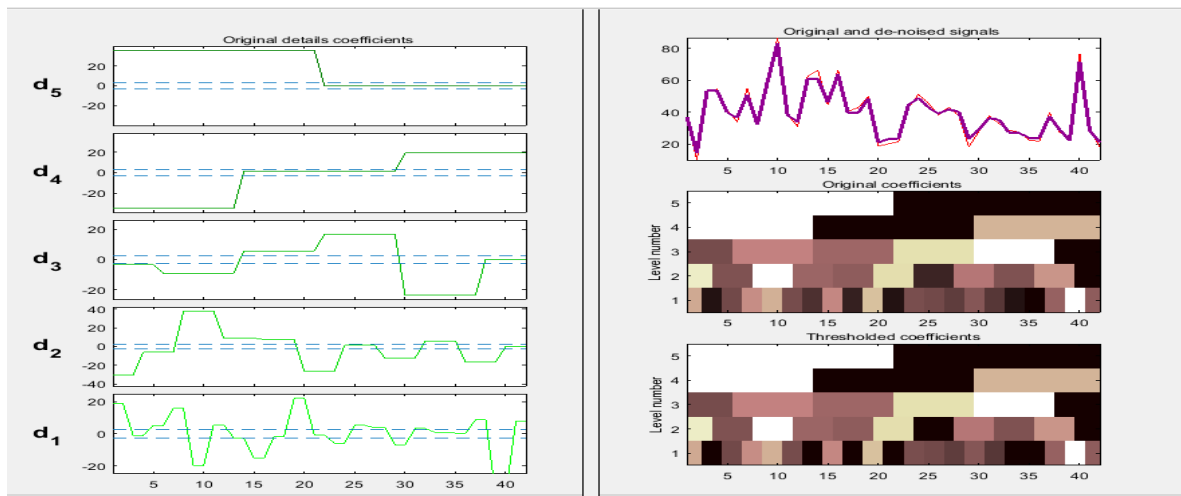 Original details coefficients
d5
20
0
-20
d4
20
0
-20
d3
20
0
-20
d2
40
20
0
-20
-40
d1
20
0
-20
5 10 15 20 25 30 35 40
Original and de-noised signals
80
60
40
20
5 10 15 20 25 30 35 40
Original coefficients
Level number
5
4
3
2
1
5 10 15 20 25 30 35 40
Thresholded coefficients
Level number
5
4
3
2
1
5 10 15 20 25 30 35 40